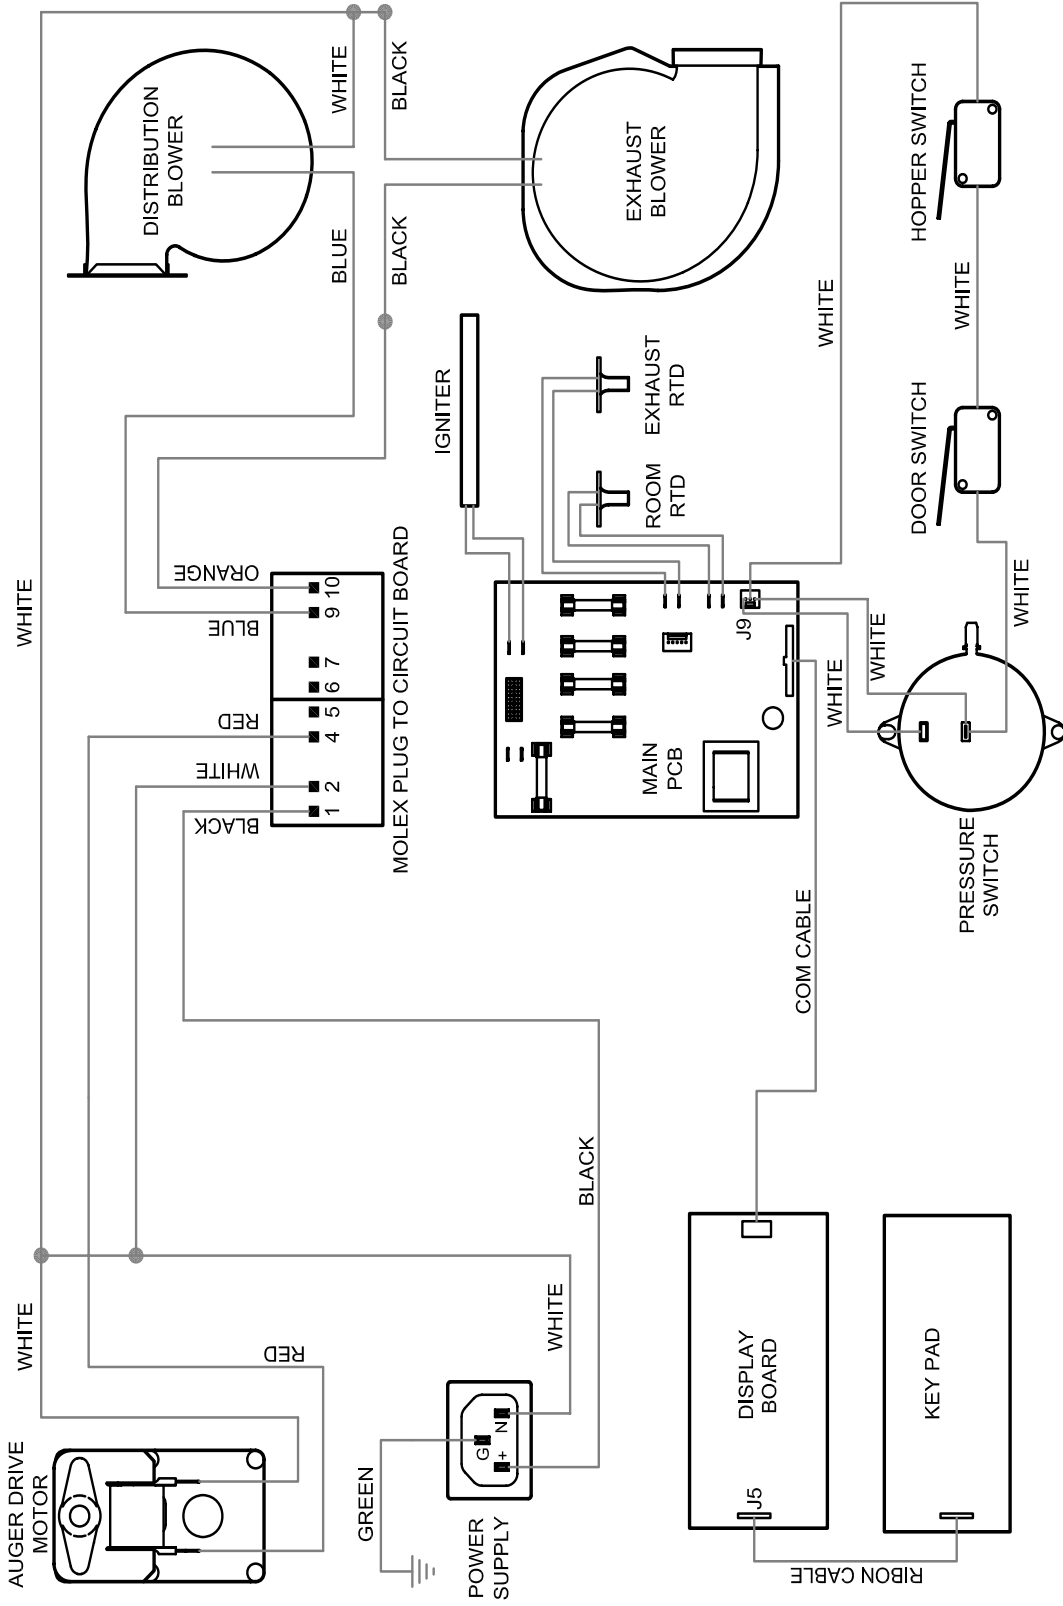 WHITE
WHITE
BLACK
DISTRIBUTION
BLOWER
EXHAUST
BLOWER
BLUE
BLACK
WHITE
HOPPER SWITCH
WHITE
DOOR SWITCH
WHITE
IGNITER
EXHAUST
RTD
ROOM
RTD
ORANGE
BLUE
RED
WHITE
BLACK
10
9
7
6
5
4
2
1
MOLEX PLUG TO CIRCUIT BOARD
MAIN
PCB
J9
WHITE
WHITE
PRESSURE
SWITCH
COM CABLE
BLACK
WHITE
WHITE
RED
AUGER DRIVE
MOTOR
GREEN
G
N
+
POWER
SUPPLY
DISPLAY
BOARD
J5
KEY PAD
RIBON CABLE